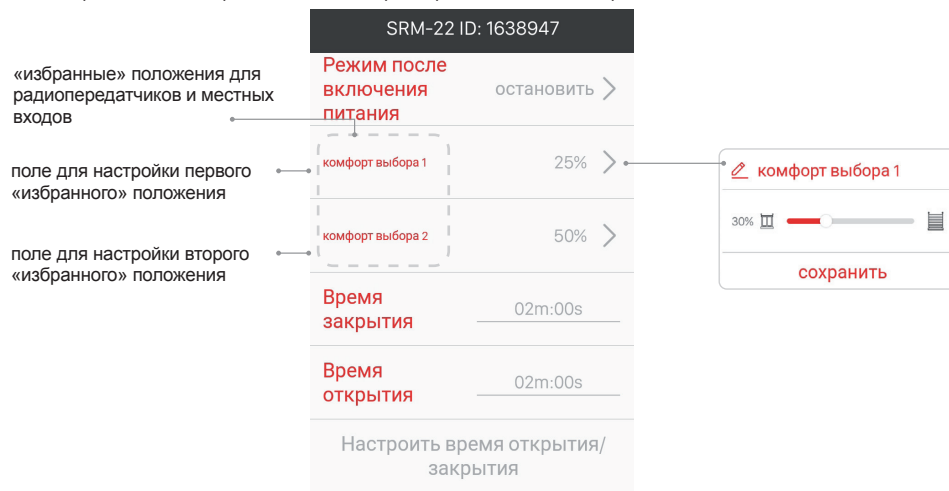 SRM-22 ID: 1638947
«избранные» положения для
радиопередатчиков и местных
входов
поле для настройки первого
«избранного» положения
поле для настройки второго
«избранного» положения
Режим после
включения
питания
остановить
комфорт выбора 1
25%
комфорт выбора 2
50%
Время
закрытия
02m:00s
Время
открытия
02m:00s
Настроить время открытия/
закрытия
комфорт выбора 1
30%
сохранить